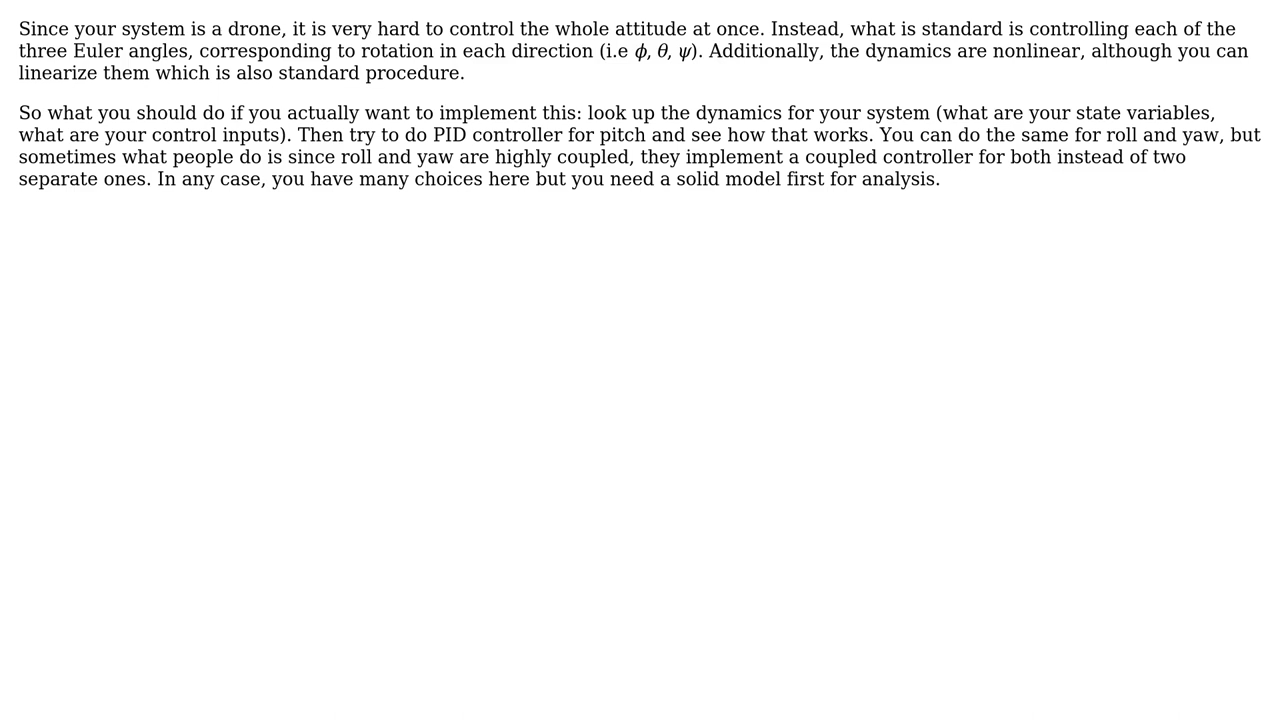 Since your system is a drone, it is very hard to control the whole attitude at once. Instead, what is standard is controlling each of the
three Euler angles, corresponding to rotation in each direction (i.e ϕ, θ, ψ). Additionally, the dynamics are nonlinear, although you can
linearize them which is also standard procedure.
So what you should do if you actually want to implement this: look up the dynamics for your system (what are your state variables,
what are your control inputs). Then try to do PID controller for pitch and see how that works. You can do the same for roll and yaw, but
sometimes what people do is since roll and yaw are highly coupled, they implement a coupled controller for both instead of two
separate ones. In any case, you have many choices here but you need a solid model first for analysis.